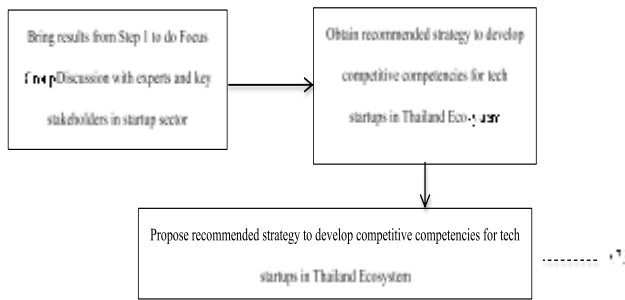 Bring results from Step 1 to do Focus
Discussion with experts and key
stakeholders in startup sector
Obtain recommended strategy to develop
competitive competencies for tech
startups in Thailand
Propose recommended strategy to develop competitive competencies for tech
startups in Thailand Ecosystem